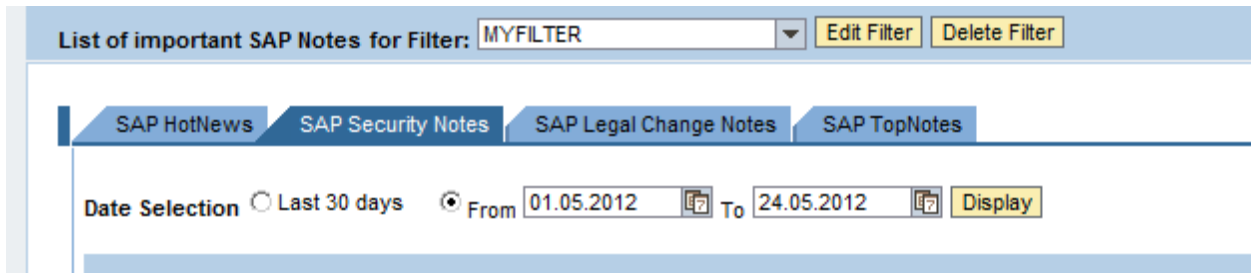 List of important SAP Notes for Filter: MYFILTER Edit Filter Delete Filter
SAP HotNews SAP Security Notes SAP Legal Change Notes SAP TopNotes
Date Selection Last 30 days From 01.05.2012 To 24.05.2012 Display